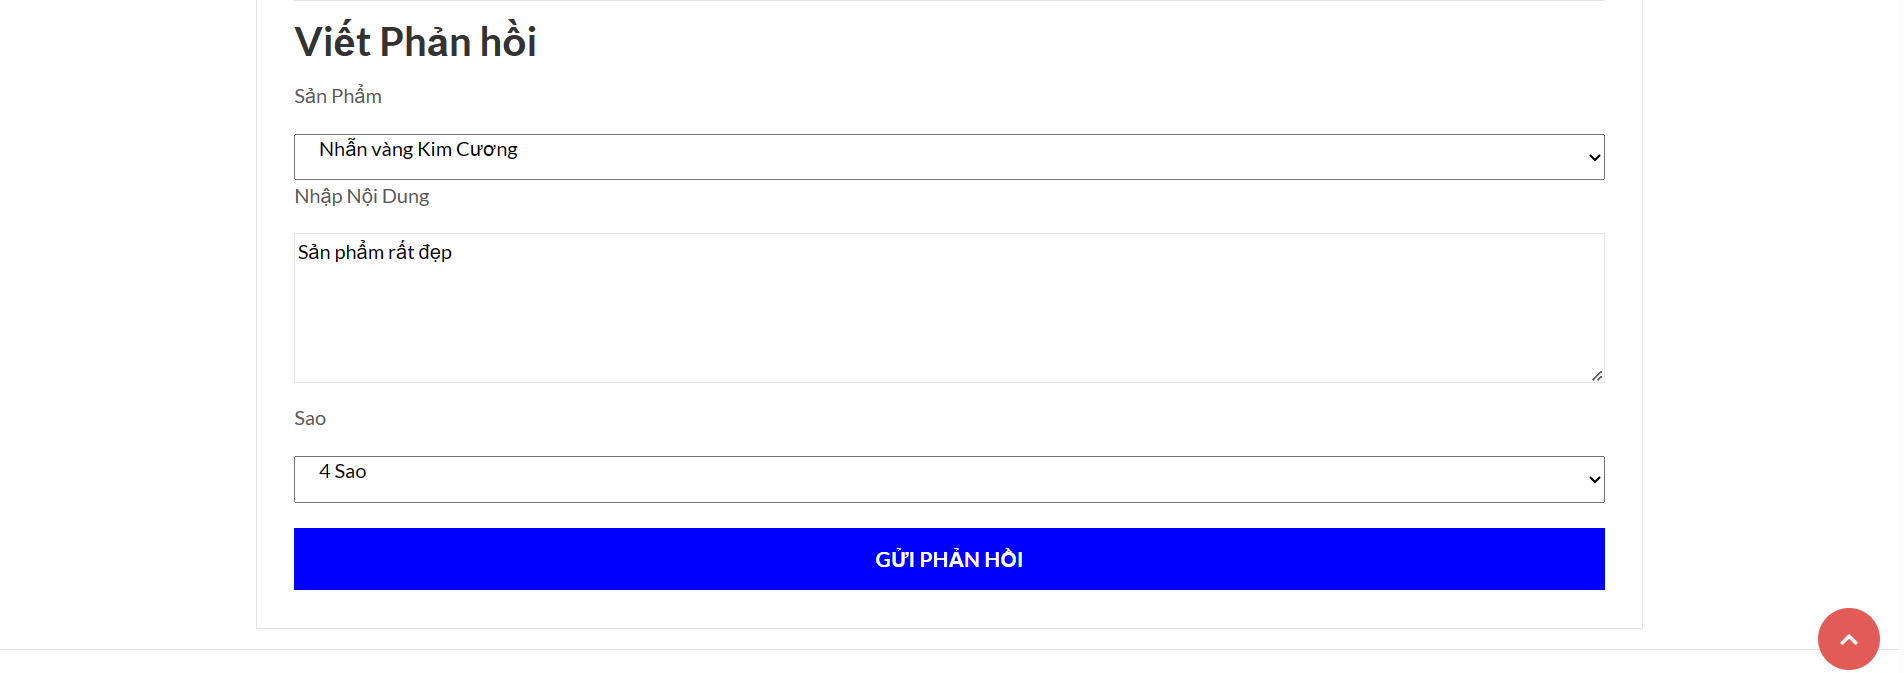 Viết Phản hồi
Sản Phẩm
Nhẫn vàng Kim Cương
Nhập Nội Dung
Sản phẩm rất đẹp
Sao
4 Sao
GỬI PHẢN HỒI